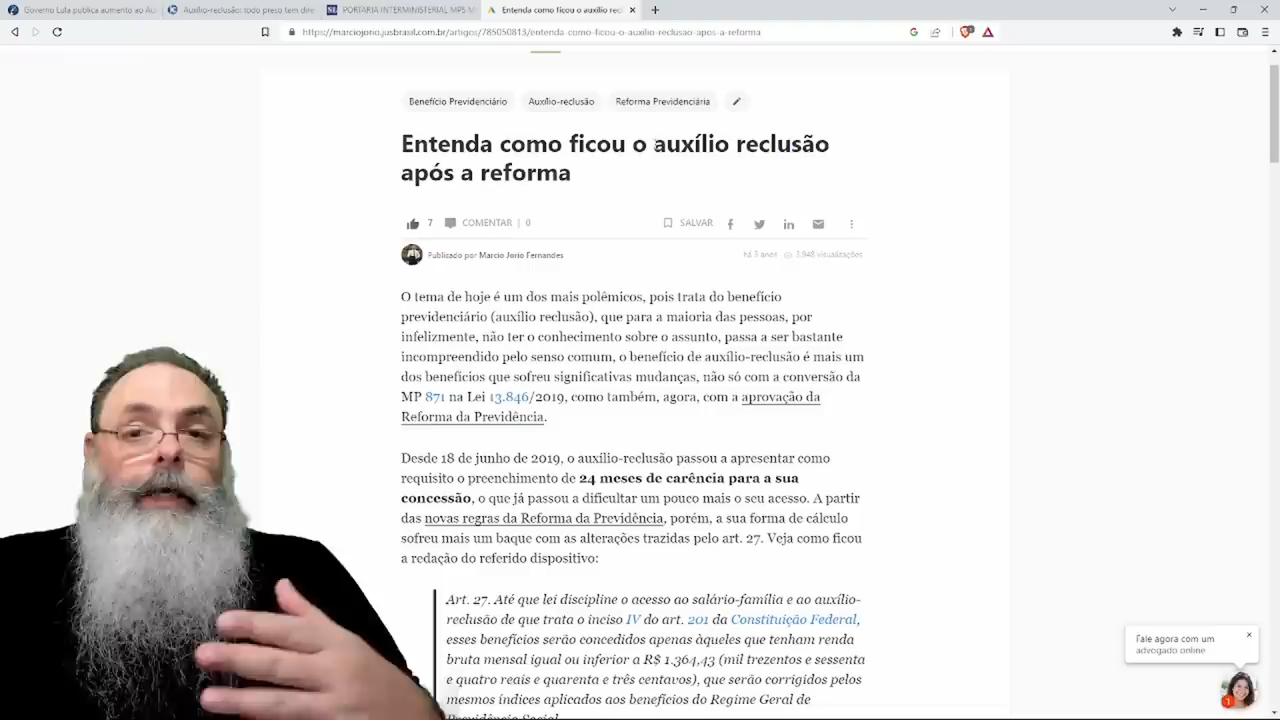 Governo Lula publica aumento ao Au
Auxílio-reclusão: todo preso tem dire
PORTARIA INTERMINISTERIAL MPS M
Entenda como ficou o auxílio recl
https://marciojorio.jusbrasil.com.br/artigos/785050813/entenda-como-ficou-o-auxilio-reclusao-apos-a-reforma
Benefício Previdenciário
Auxílio-reclusão
Reforma Previdenciária
Entenda como ficou o auxílio reclusão
após a reforma
7
COMENTAR | 0
SALVAR
Publicado por Marcio Jorio Fernandes
há 3 anos
3.948 visualizações
O tema de hoje é um dos mais polêmicos, pois trata do benefício
previdenciário (auxílio reclusão), que para a maioria das pessoas, por
infelizmente, não ter o conhecimento sobre o assunto, passa a ser bastante
incompreendido pelo senso comum, o benefício de auxílio-reclusão é mais um
dos benefícios que sofreu significativas mudanças, não só com a conversão da
MP 871 na Lei 13.846/2019, como também, agora, com a aprovação da
Reforma da Previdência.
Desde 18 de junho de 2019, o auxílio-reclusão passou a apresentar como
requisito o preenchimento de 24 meses de carência para a sua
concessão, o que já passou a dificultar um pouco mais o seu acesso. A partir
das novas regras da Reforma da Previdência, porém, a sua forma de cálculo
sofreu mais um baque com as alterações trazidas pelo art. 27. Veja como ficou
a redação do referido dispositivo:
Art. 27. Até que lei discipline o acesso ao salário-família e ao auxílio-
reclusão de que trata o inciso IV do art. 201 da Constituição Federal,
esses benefícios serão concedidos apenas àqueles que tenham renda
bruta mensal igual ou inferior a R$ 1.364,43 (mil trezentos e sessenta
e quatro reais e quarenta e três centavos), que serão corrigidos pelos
mesmos índices aplicados aos benefícios do Regime Geral de
Previdência Social
Fale agora com um
advogado online
1